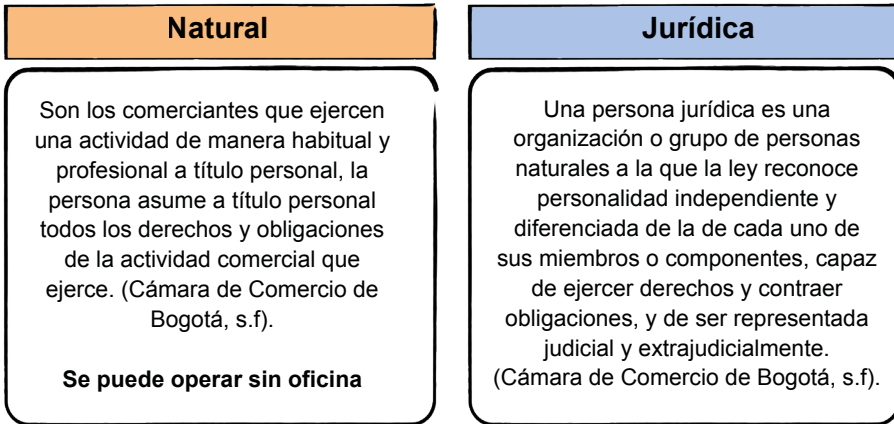 Natural
Son los comerciantes que ejercen
una actividad de manera habitual y
profesional a título personal, la
persona asume a título personal
todos los derechos y obligaciones
de la actividad comercial que
ejerce. (Cámara de Comercio de
Bogotá, s.f).
Se puede operar sin oficina
Jurídica
Una persona jurídica es una
organización o grupo de personas
naturales a la que la ley reconoce
personalidad independiente y
diferenciada de la de cada uno de
sus miembros o componentes, capaz
de ejercer derechos y contraer
obligaciones, y de ser representada
judicial y extrajudicialmente.
(Cámara de Comercio de Bogotá, s.f).